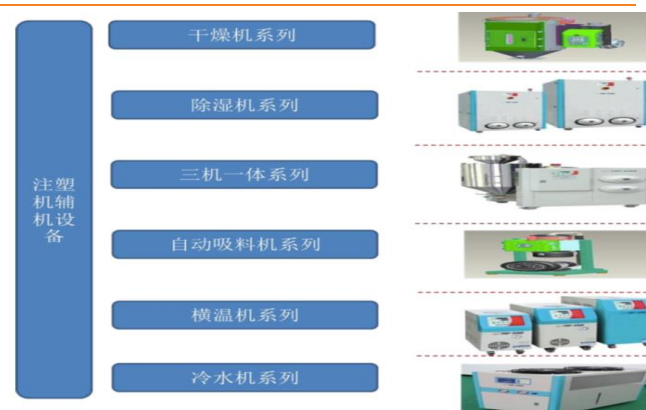 注塑
机辅
机设
备
干燥机系列
除湿机系列
三机一体系列
自动吸料机系列
横温机系列
冷水机系列